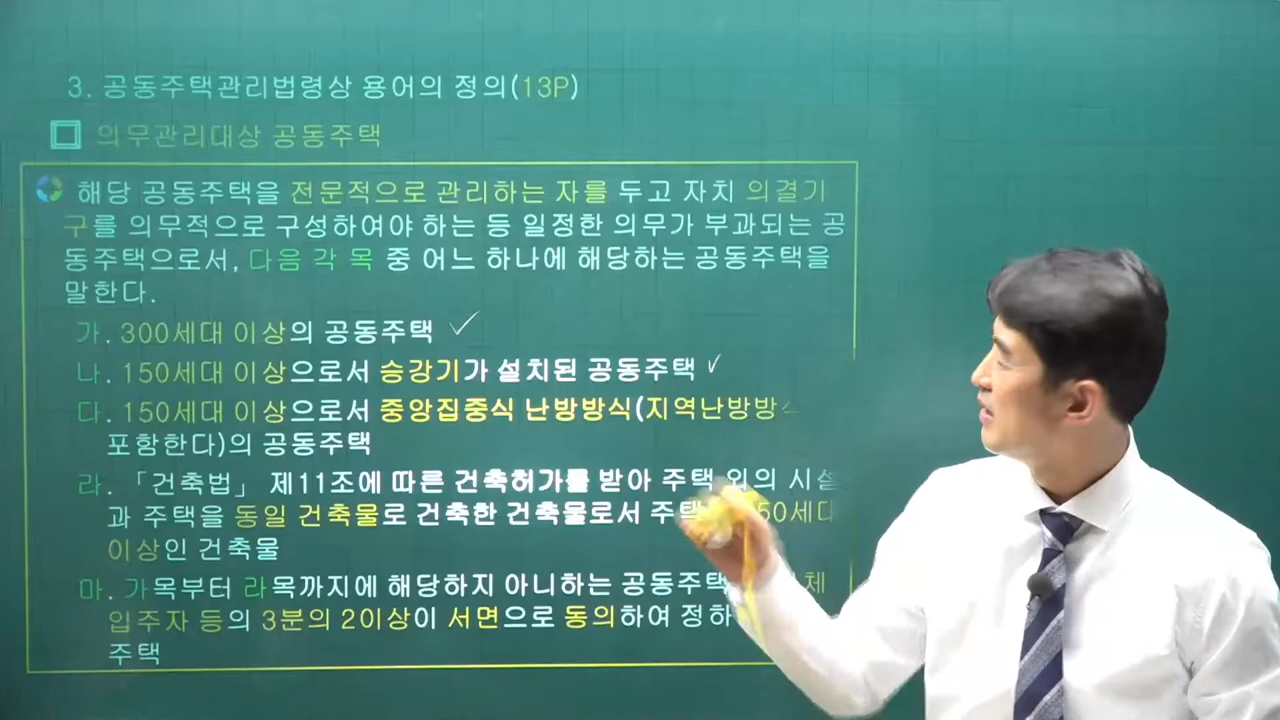 3. 공동주택관리법령상 용어의 정의(13P)
의무관리대상 공동주택
해당 공동주택을 전문적으로 관리하는 자를 두고 자치 의결기
구를 의무적으로 구성하여야 하는 등 일정한 의무가 부과되는 공
동주택으로서, 다음 각 목 중 어느 하나에 해당하는 공동주택을
말한다.
가. 300세대 이상의 공동주택
나. 150세대 이상으로서 승강기가 설치된 공동주택
다. 150세대 이상으로서 중앙집중식 난방방식(지역난방방식
포함한다)의 공동주택
라. 「건축법」 제11조에 따른 건축허가를 받아 주택 외의 시설
과 주택을 동일 건축물로 건축한 건축물로서 50세대
이상인 건축물
마. 가목부터 라목까지에 해당하지 아니하는 공동주택
입주자 등의 3분의 2이상이 서면으로 동의하여
주택